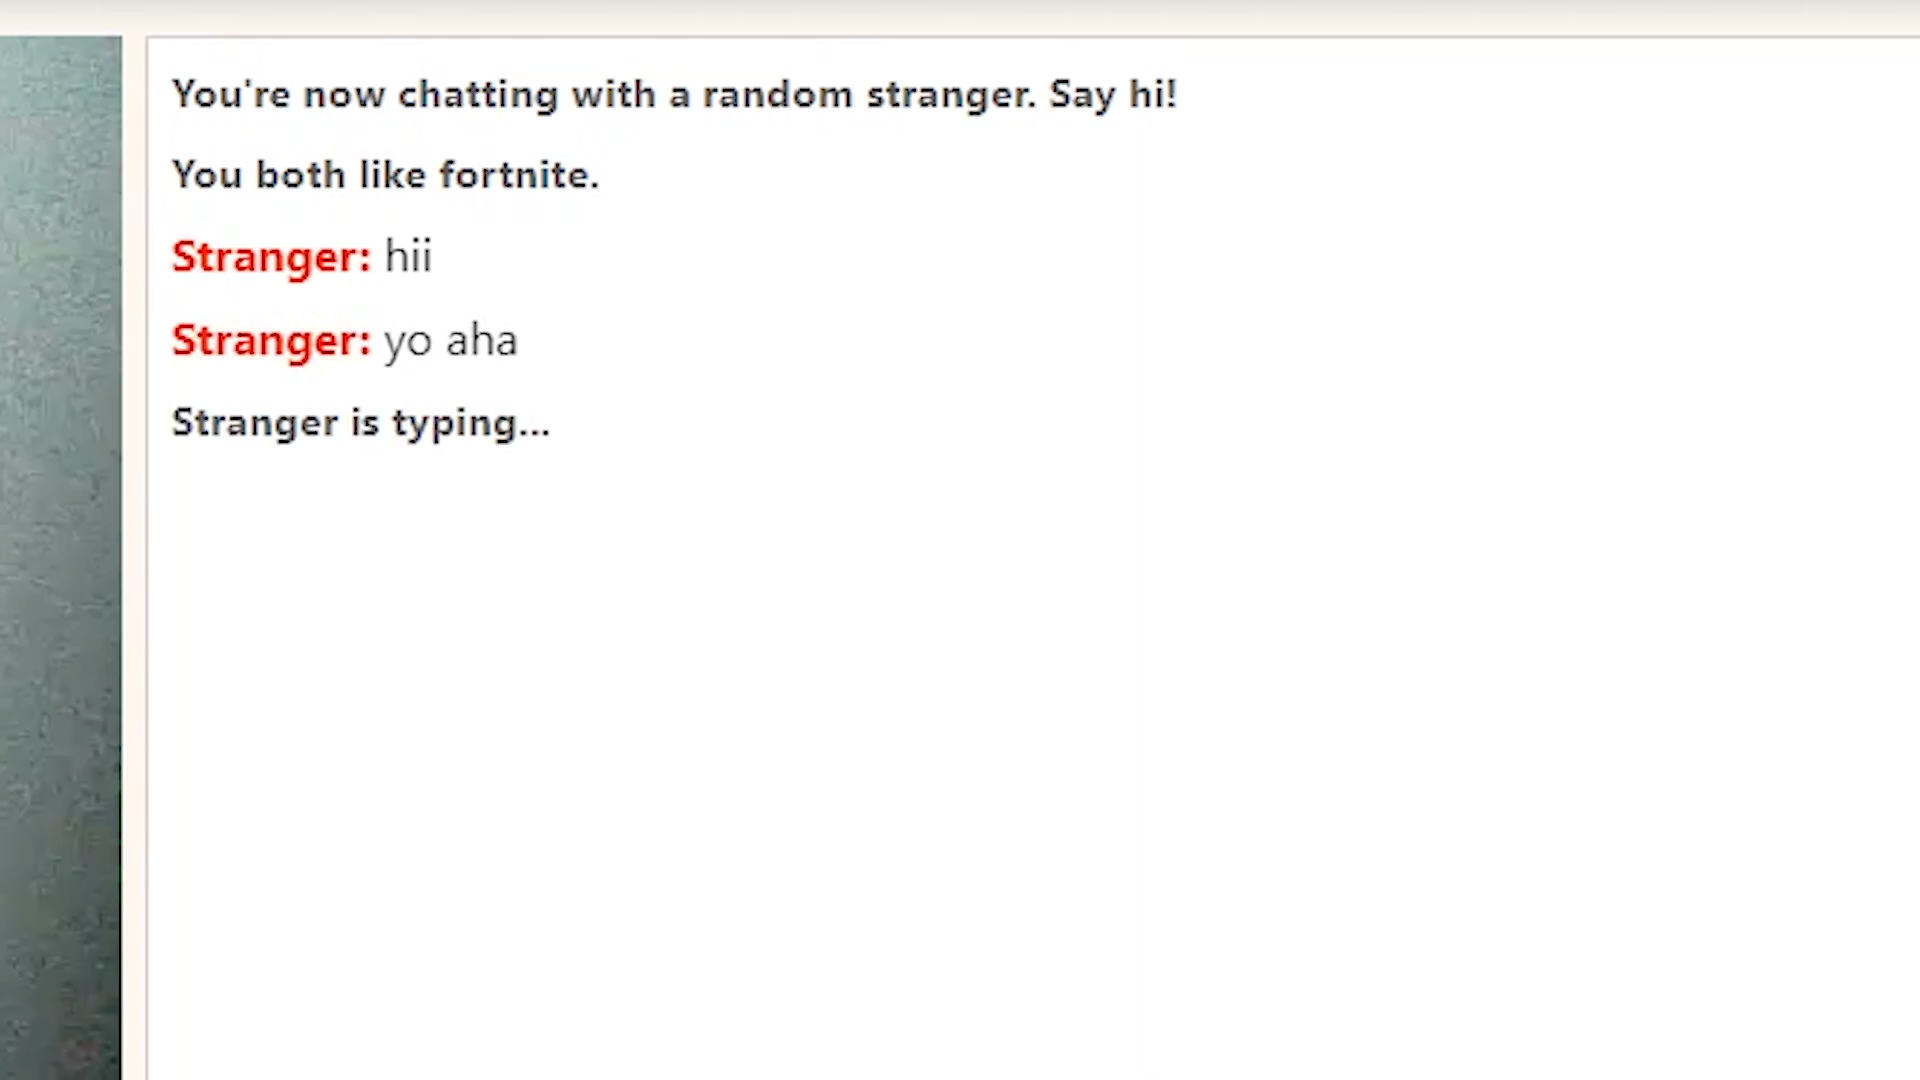 You're now chatting with a random stranger. Say hi!
You both like fortnite.
Stranger: hii
Stranger: yo aha
Stranger is typing...